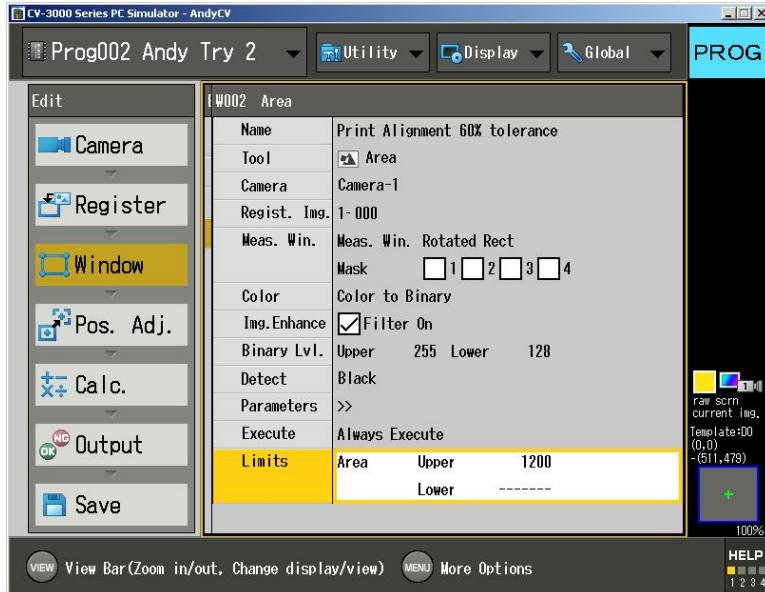 CV-3000 Series PC Simulator - AndyCV
Prog002 Andy Try 2
Utility
Display
Global
PROG
Edit
Camera
Register
Window
Pos. Adj.
Calc.
Output
Save
W002 Area
Name Print Alignment 60% tolerance
Tool Area
Camera Camera-1
Regist. Img. 1-000
Meas. Win. Meas. Win. Rotated Rect
Mask 1 2 3 4
Color Color to Binary
Img.Enhance Filter On
Binary Lvl. Upper 255 Lower 128
Detect Black
Parameters >>
Execute Always Execute
Limits Area Upper 1200
Lower -------
1
raw scrn
current img.
Template:DO
(0,0)
-(511,479)
100%
VIEW View Bar(Zoom in/out, Change display/view) MENU More Options
HELP
1 2 3 4